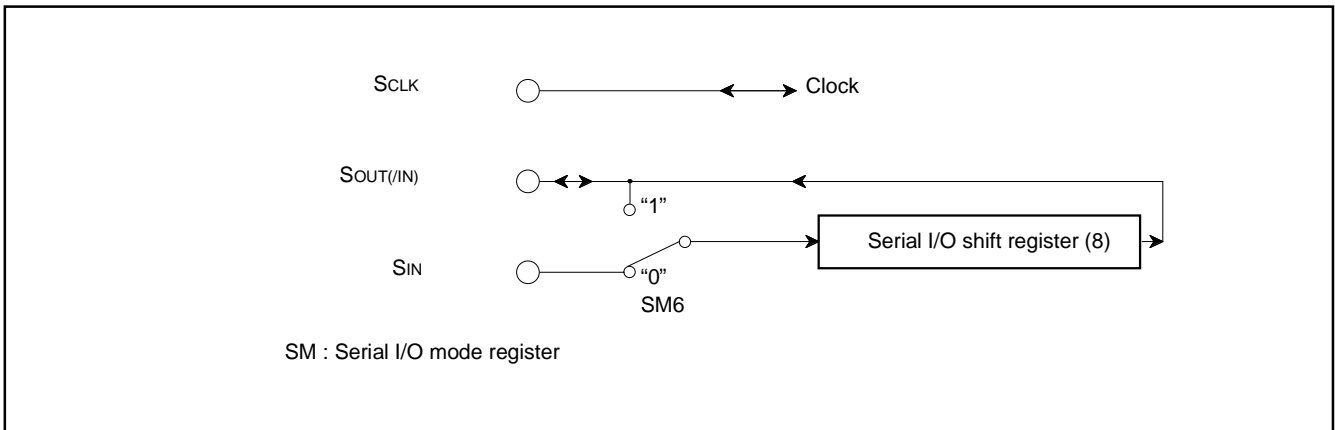 SCLK
Clock
SOUT(/IN)
“1”
Serial I/O shift register (8)
SIN
“0”
SM6
SM : Serial I/O mode register